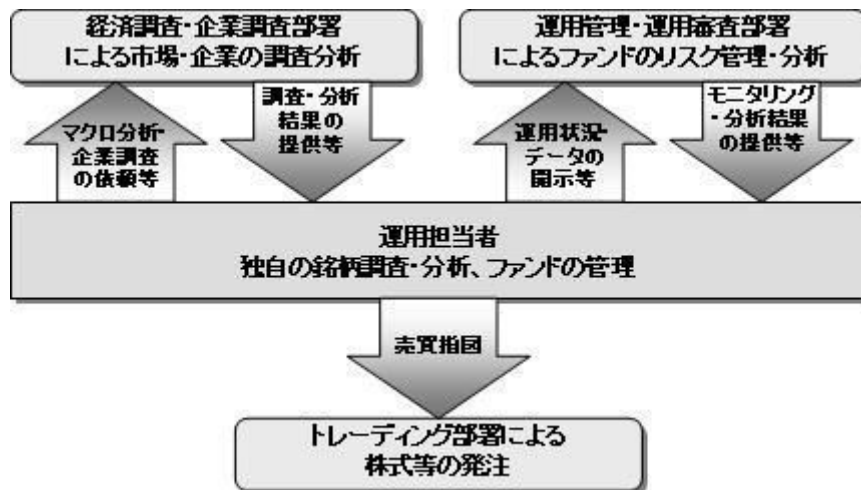 経済調査・企業調査部署
による市場・企業の調査分析
運用管理・運用審査部署
によるファンドのリスク管理・分析
マクロ分析・
企業調査
の依頼等
調査・分析
結果の
提供等
運用状況・
データの
開示等
モニタリング
・分析結果
の提供等
運用担当者
独自の銘柄調査・分析、ファンドの管理
売買指図
トレーディング部署による
株式等の発注